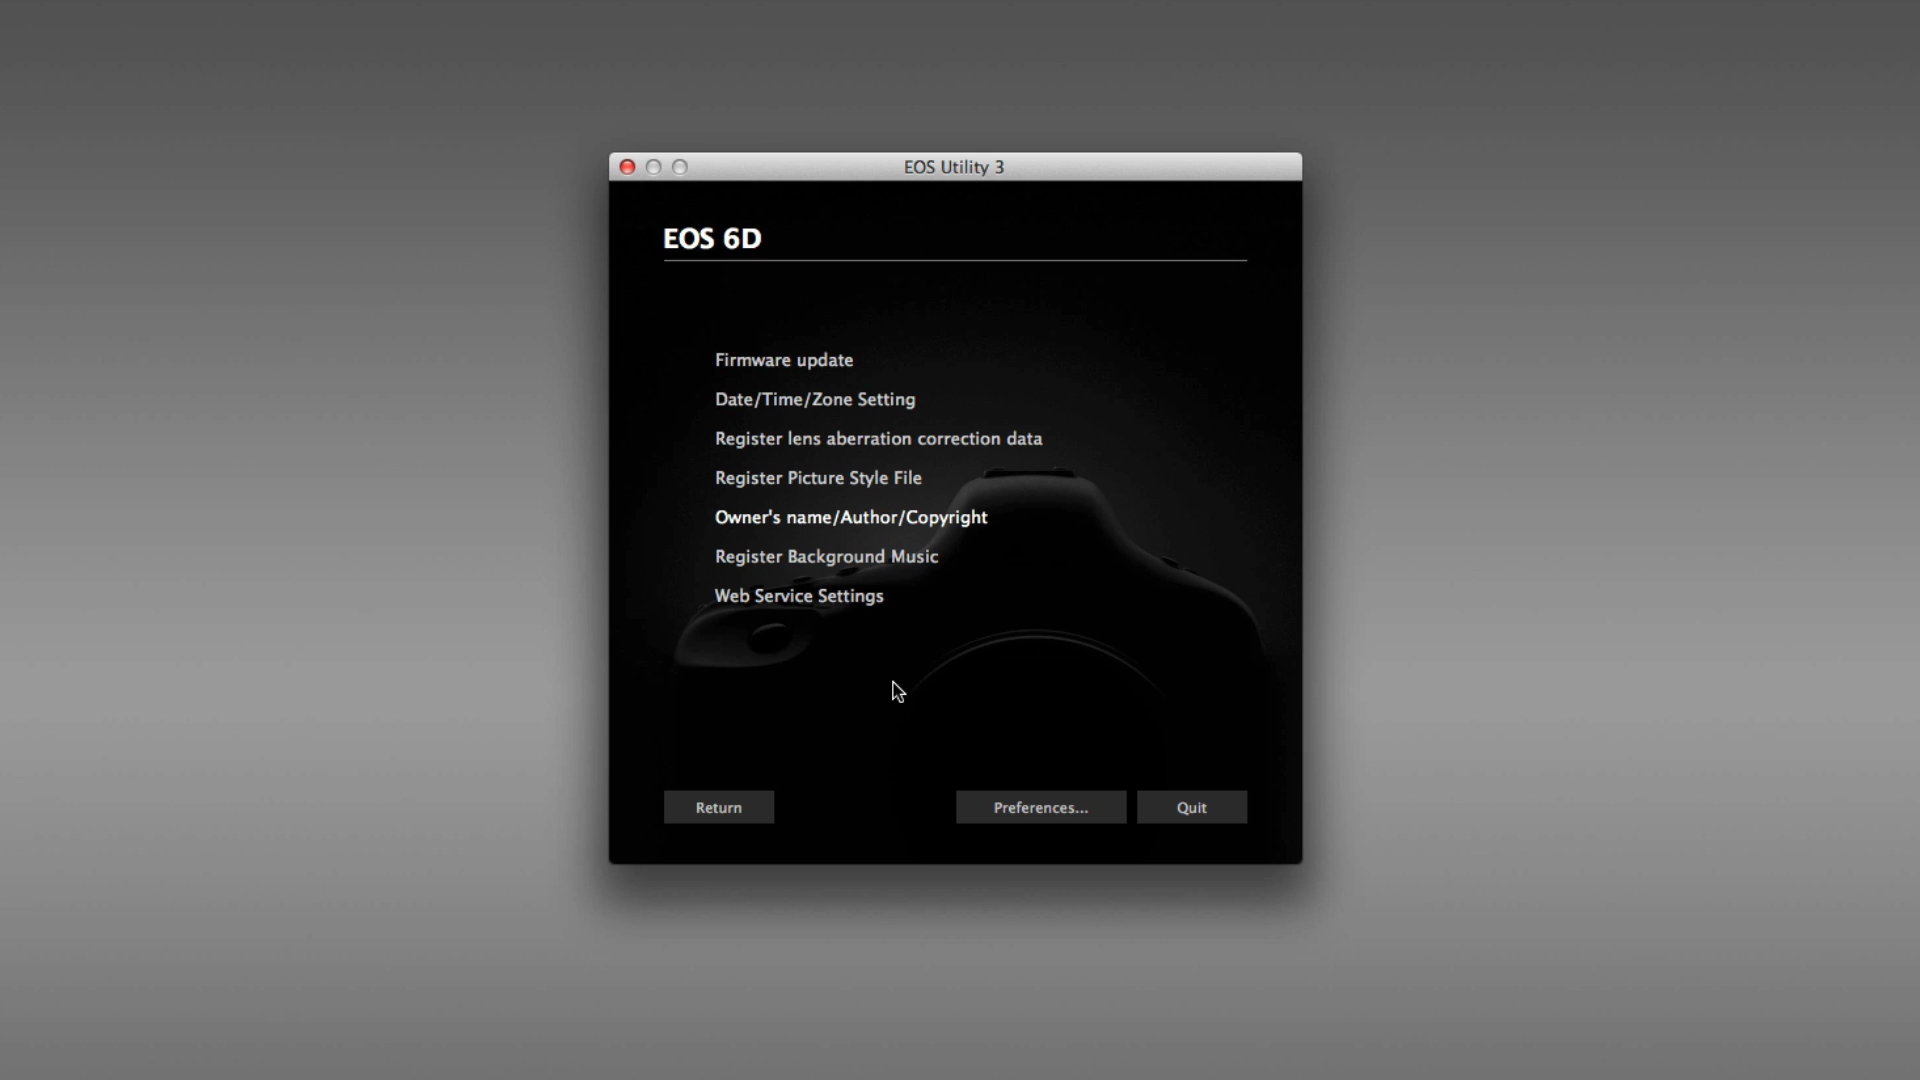 EOS Utility 3
EOS 6D
Firmware update
Date/Time/Zone Setting
Register lens aberration correction data
Register Picture Style File
Owner's name/Author/Copyright
Register Background Music
Web Service Settings
Return
Preferences...
Quit